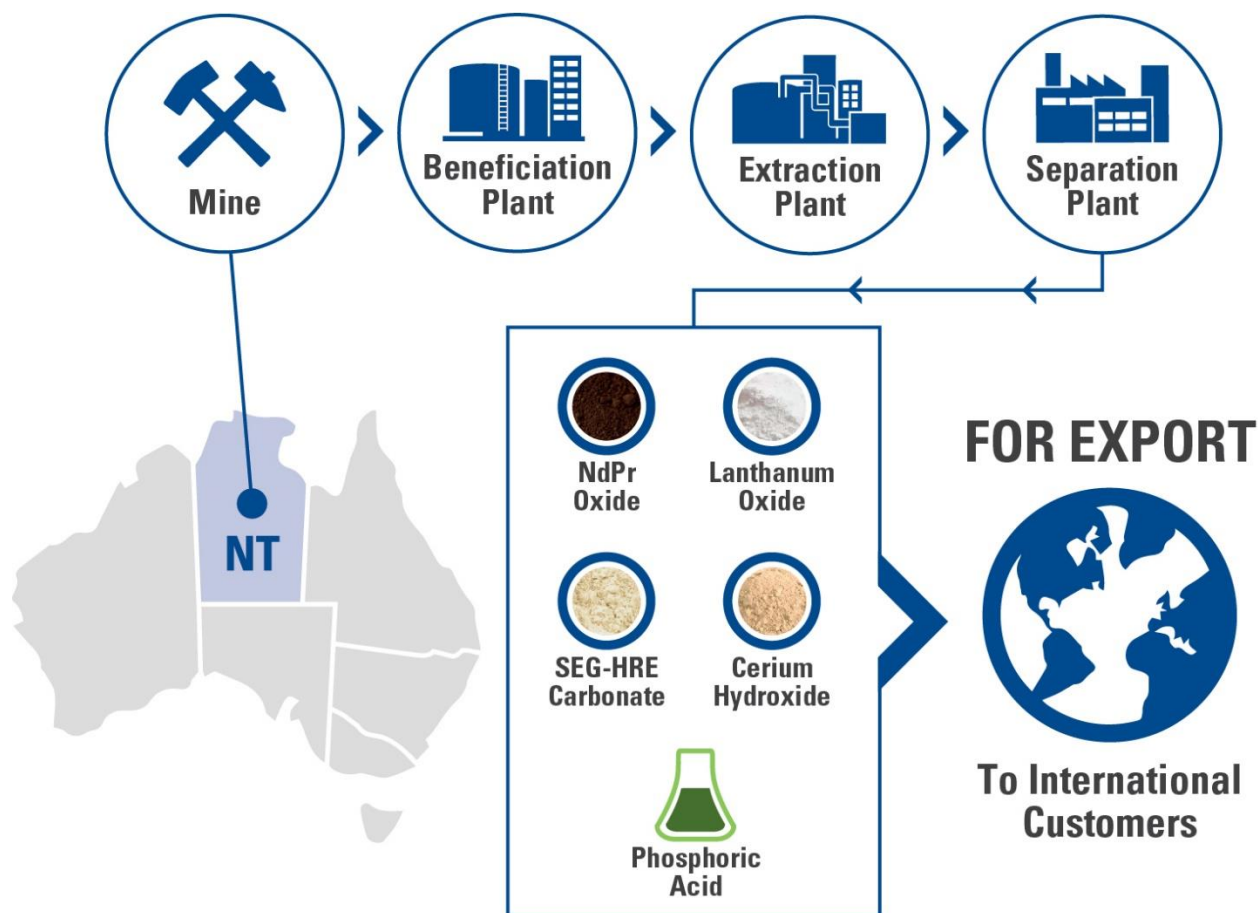 Mine
Beneficiation
Plant
Extraction
Plant
Separation
Plant
NT
NdPr
Oxide
Lanthanum
Oxide
SEG-HRE
Carbonate
Cerium
Hydroxide
Phosphoric
Acid
FOR EXPORT
To International
Customers